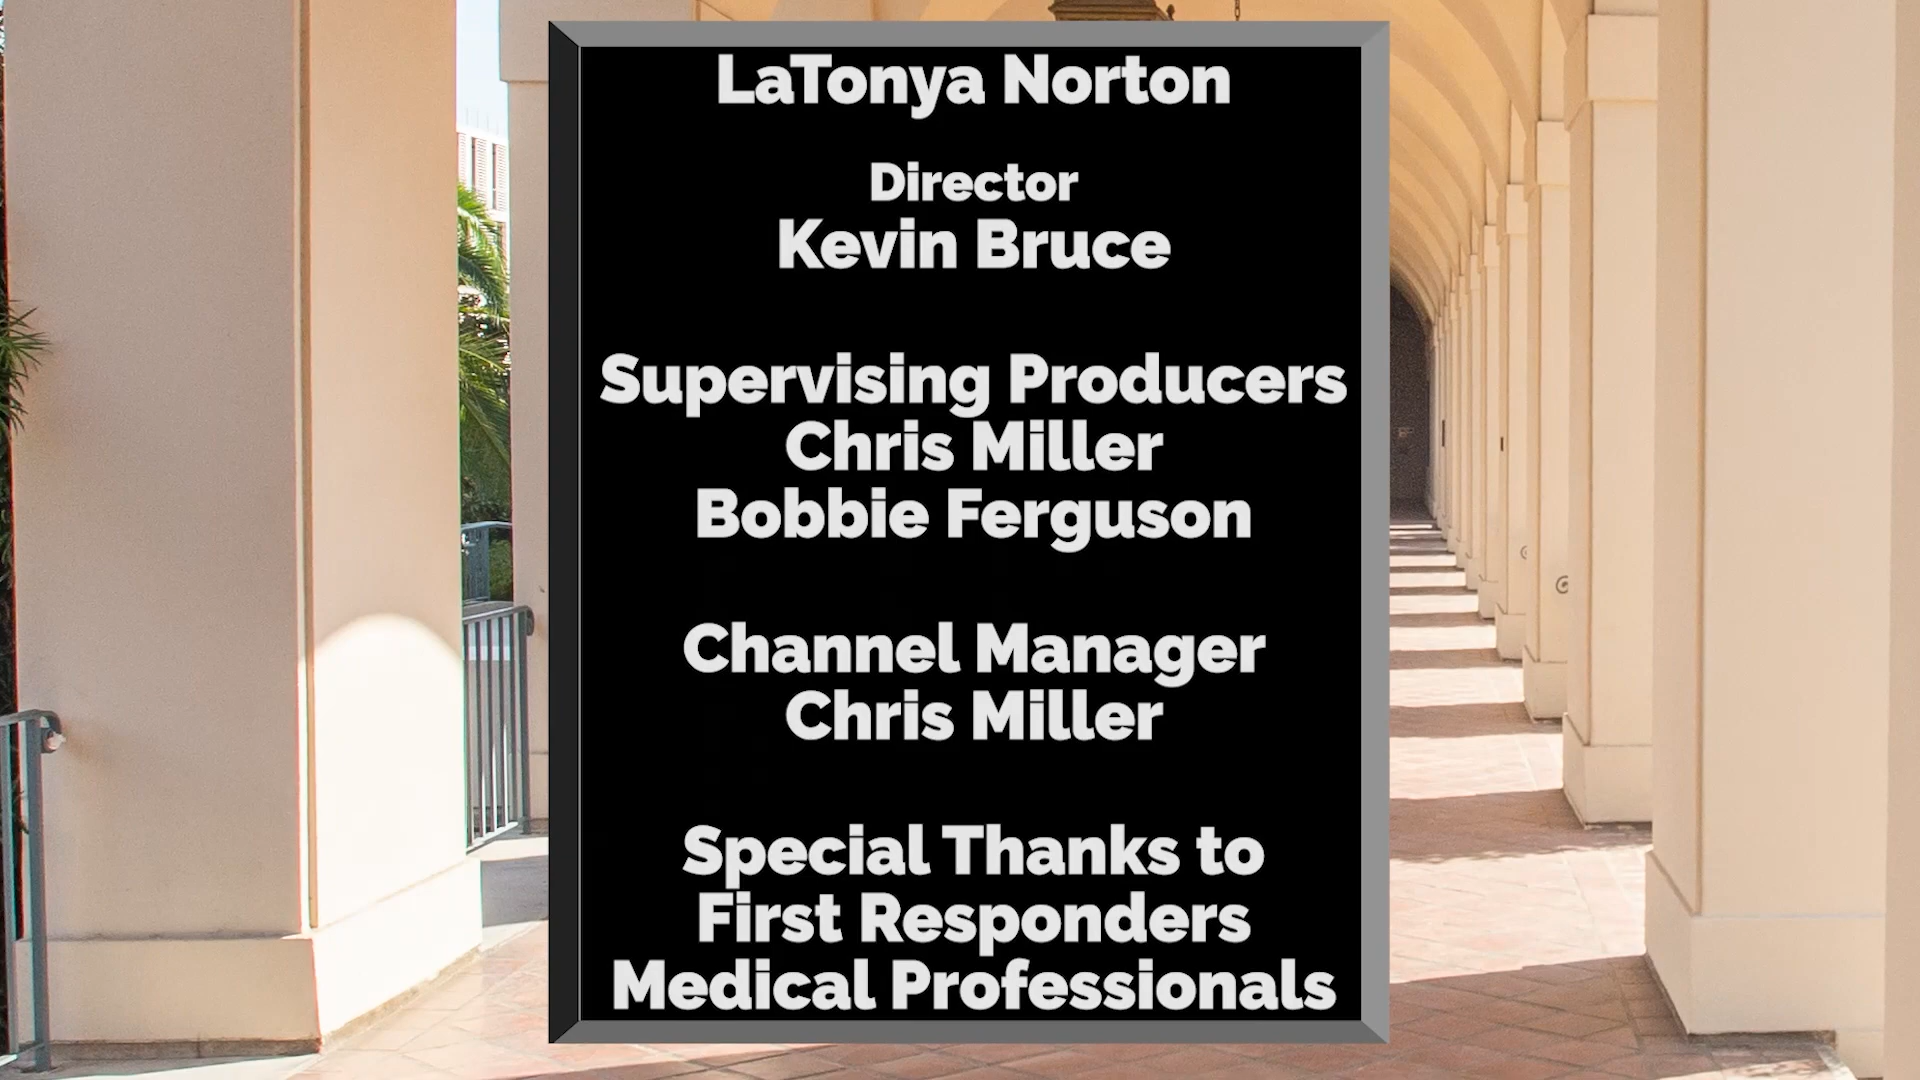 LaTonya Norton
Director
Kevin Bruce
Supervising Producers
Chris Miller
Bobbie Ferguson
Channel Manager
Chris Miller
Special Thanks to
First Responders
Medical Professionals